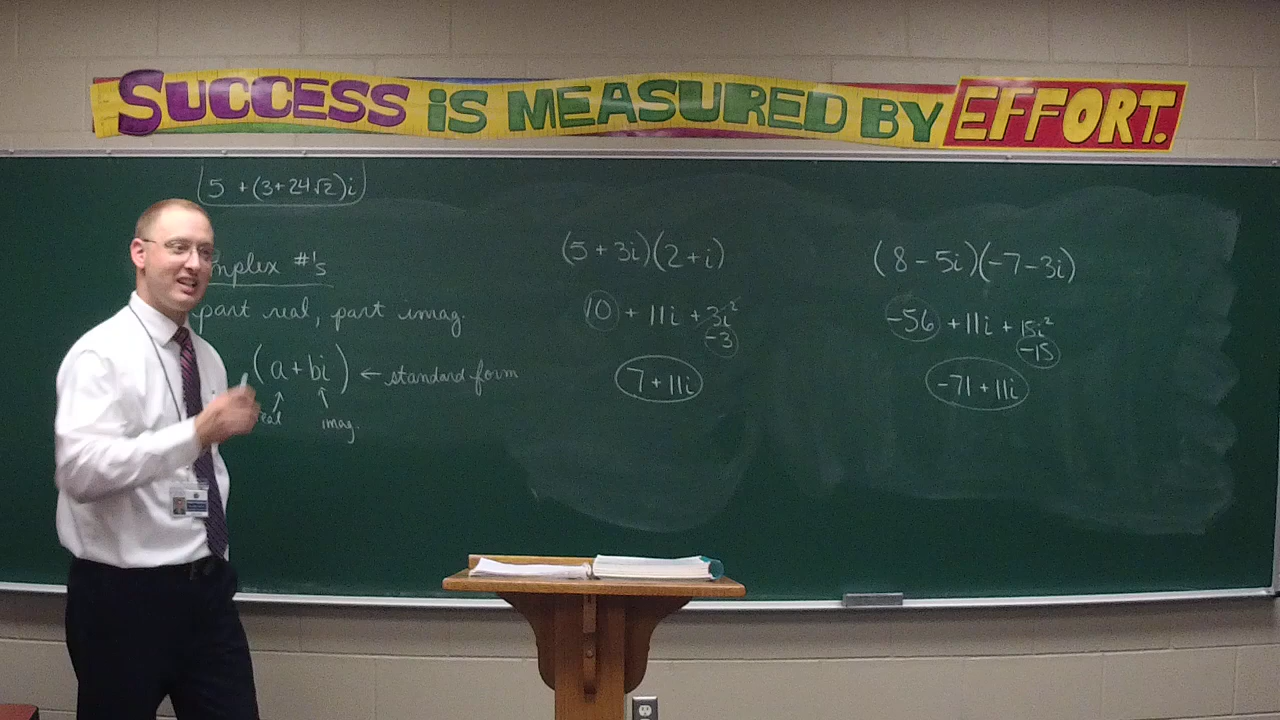 SUCCESS IS MEASURED BY EFFORT.
5 + (3+24√2)i
mplex #'s
part real, part imag.
(a+bi) ← standard form
eal imag.
(5+3i)(2+i)
10 + 11i + 3i²
-3
7+11i
(8-5i)(-7-3i)
-56 +11i + 15i²
-15
-71 + 11i